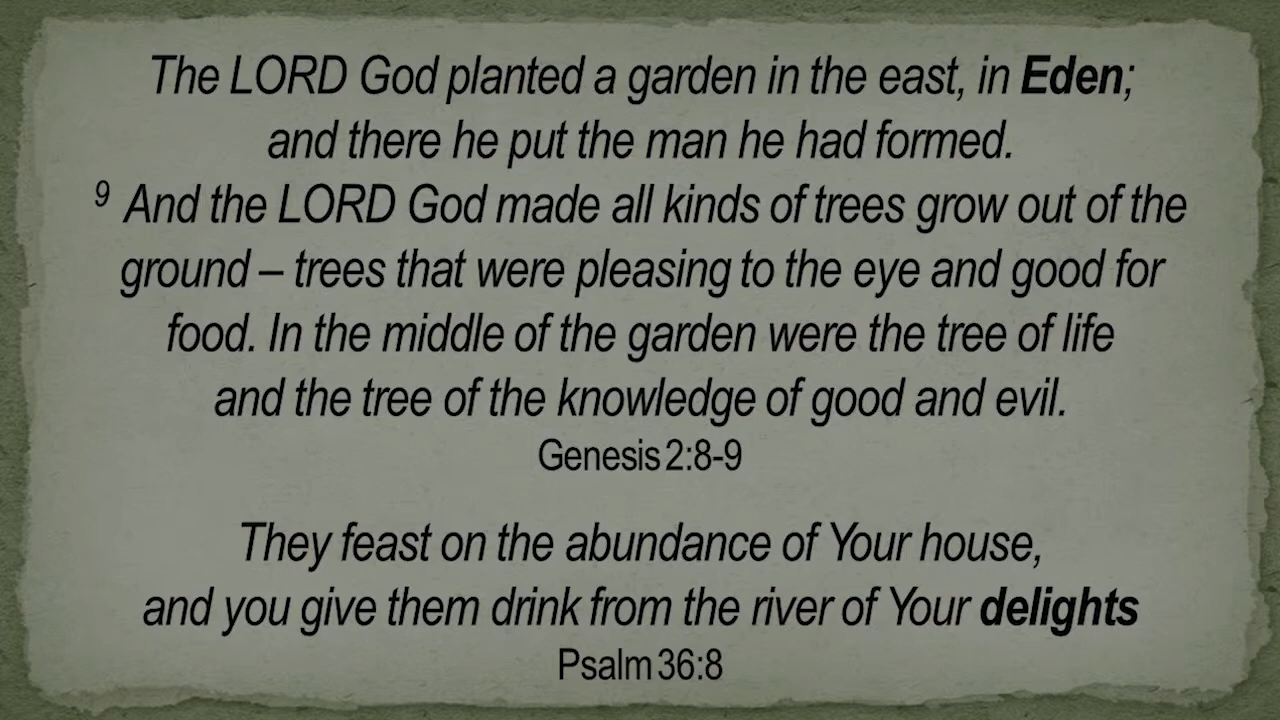 The LORD God planted a garden in the east, in Eden;
and there he put the man he had formed.
9 And the LORD God made all kinds of trees grow out of the
ground – trees that were pleasing to the eye and good for
food. In the middle of the garden were the tree of life
and the tree of the knowledge of good and evil.
Genesis 2:8-9
They feast on the abundance of Your house,
and you give them drink from the river of Your delights
Psalm 36:8